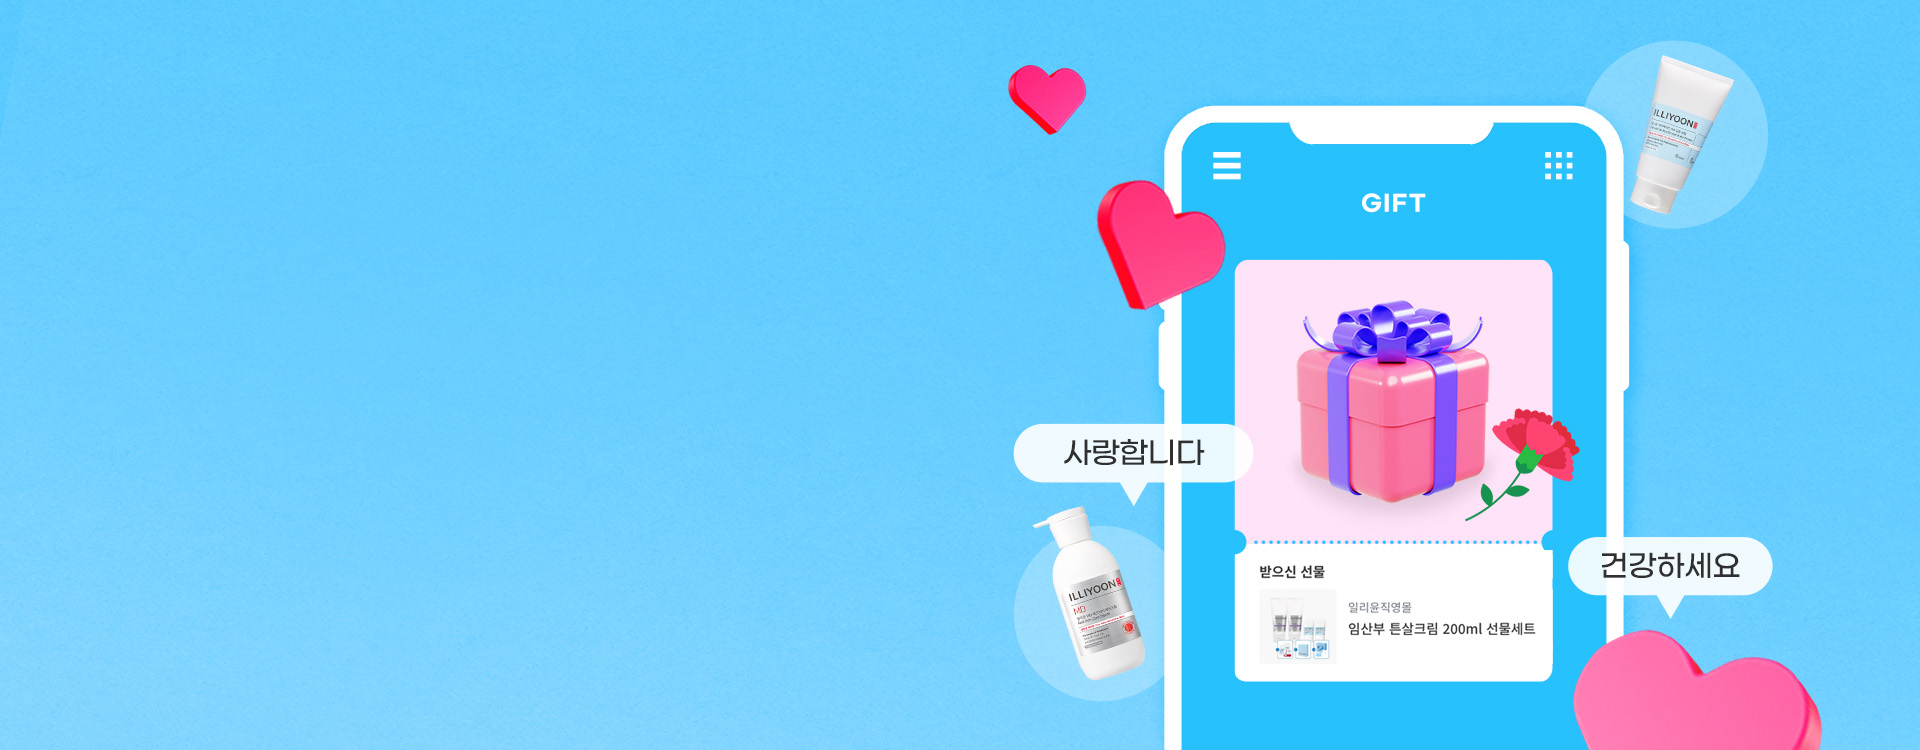 ILLIYOON
GIFT
사랑합니다
ILLIYOON
MD
건강하세요
받으신 선물
일리윤직영몰
임산부 튼살크림 200ml 선물세트